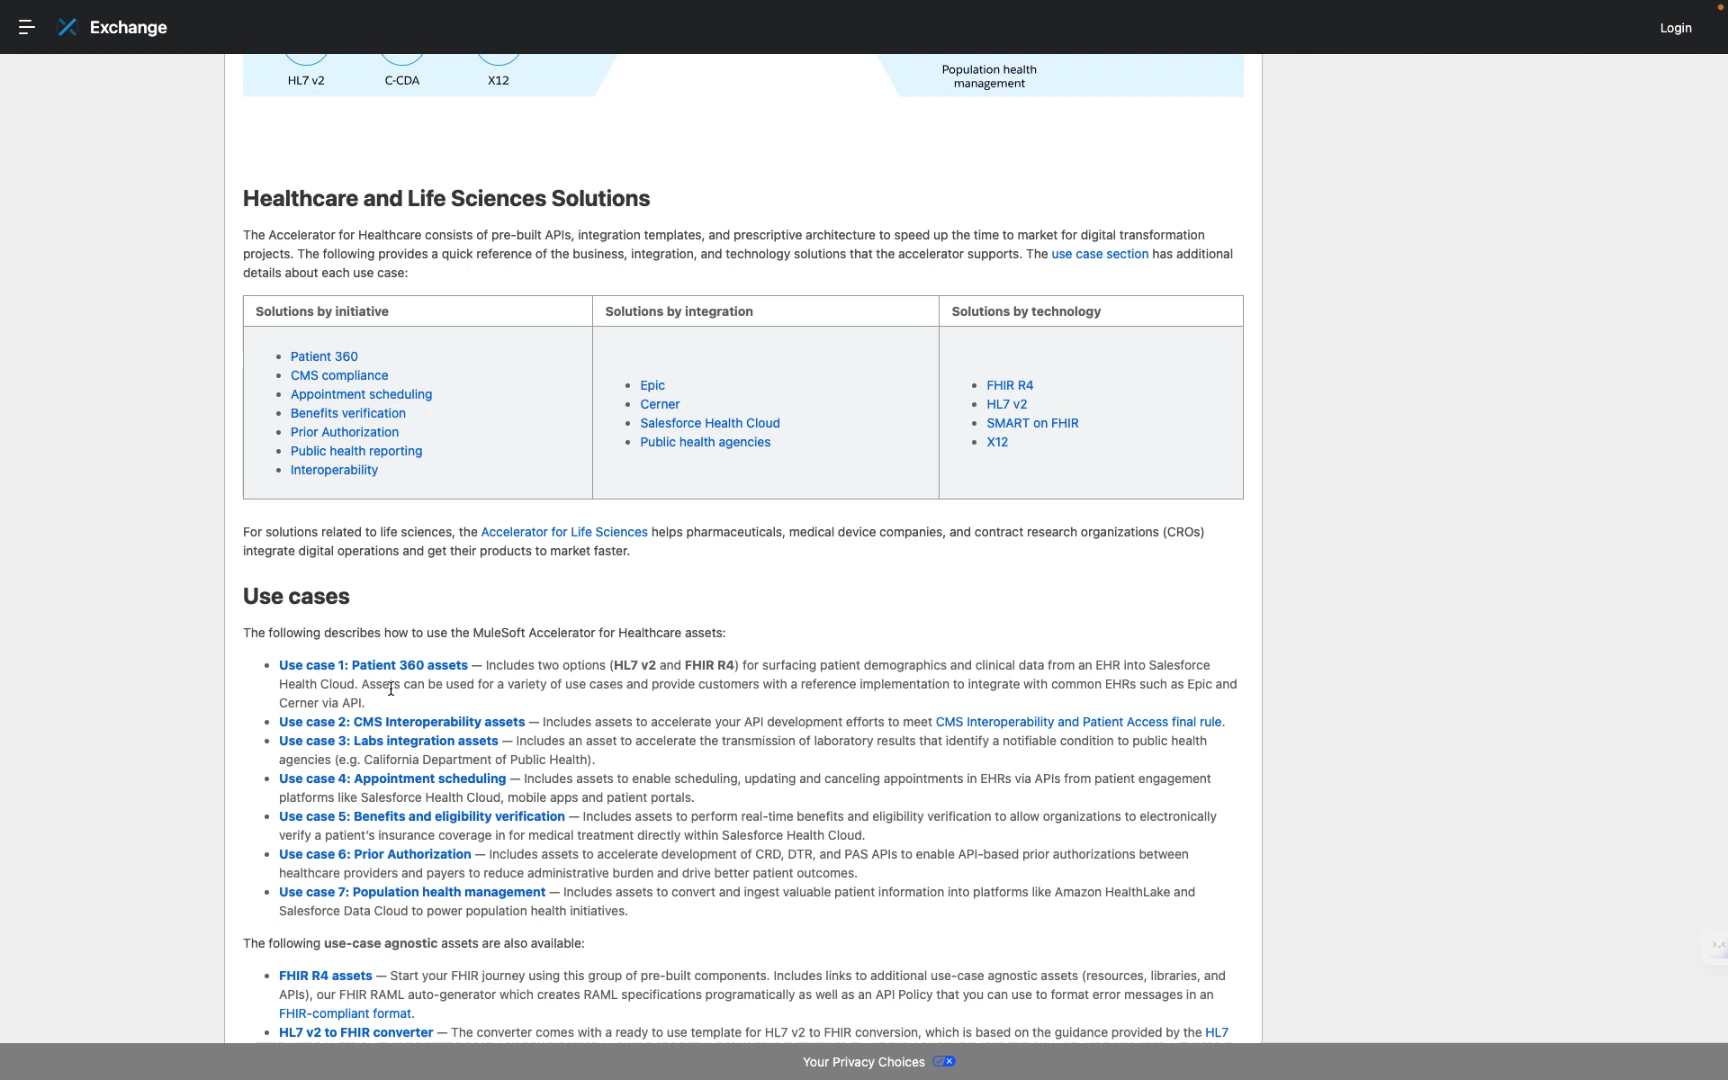 Exchange
Login
HL7 v2
C-CDA
X12
Population health
management
Healthcare and Life Sciences Solutions
The Accelerator for Healthcare consists of pre-built APIs, integration templates, and prescriptive architecture to speed up the time to market for digital transformation
projects. The following provides a quick reference of the business, integration, and technology solutions that the accelerator supports. The use case section has additional
details about each use case:
Solutions by initiative
Solutions by integration
Solutions by technology
• Patient 360
• CMS compliance
• Appointment scheduling
• Benefits verification
• Prior Authorization
• Public health reporting
• Interoperability
• Epic
• Cerner
• Salesforce Health Cloud
• Public health agencies
• FHIR R4
• HL7 v2
• SMART on FHIR
• X12
For solutions related to life sciences, the Accelerator for Life Sciences helps pharmaceuticals, medical device companies, and contract research organizations (CROs)
integrate digital operations and get their products to market faster.
Use cases
The following describes how to use the MuleSoft Accelerator for Healthcare assets:
• Use case 1: Patient 360 assets — Includes two options (HL7 v2 and FHIR R4) for surfacing patient demographics and clinical data from an EHR into Salesforce
Health Cloud. Assets can be used for a variety of use cases and provide customers with a reference implementation to integrate with common EHRs such as Epic and
Cerner via API.
• Use case 2: CMS Interoperability assets — Includes assets to accelerate your API development efforts to meet CMS Interoperability and Patient Access final rule.
• Use case 3: Labs integration assets — Includes an asset to accelerate the transmission of laboratory results that identify a notifiable condition to public health
agencies (e.g. California Department of Public Health).
• Use case 4: Appointment scheduling — Includes assets to enable scheduling, updating and canceling appointments in EHRs via APIs from patient engagement
platforms like Salesforce Health Cloud, mobile apps and patient portals.
• Use case 5: Benefits and eligibility verification — Includes assets to perform real-time benefits and eligibility verification to allow organizations to electronically
verify a patient's insurance coverage in for medical treatment directly within Salesforce Health Cloud.
• Use case 6: Prior Authorization — Includes assets to accelerate development of CRD, DTR, and PAS APIs to enable API-based prior authorizations between
healthcare providers and payers to reduce administrative burden and drive better patient outcomes.
• Use case 7: Population health management — Includes assets to convert and ingest valuable patient information into platforms like Amazon HealthLake and
Salesforce Data Cloud to power population health initiatives.
The following use-case agnostic assets are also available:
• FHIR R4 assets — Start your FHIR journey using this group of pre-built components. Includes links to additional use-case agnostic assets (resources, libraries, and
APIs), our FHIR RAML auto-generator which creates RAML specifications programatically as well as an API Policy that you can use to format error messages in an
FHIR-compliant format.
• HL7 v2 to FHIR converter — The converter comes with a ready to use template for HL7 v2 to FHIR conversion, which is based on the guidance provided by the HL7
Your Privacy Choices